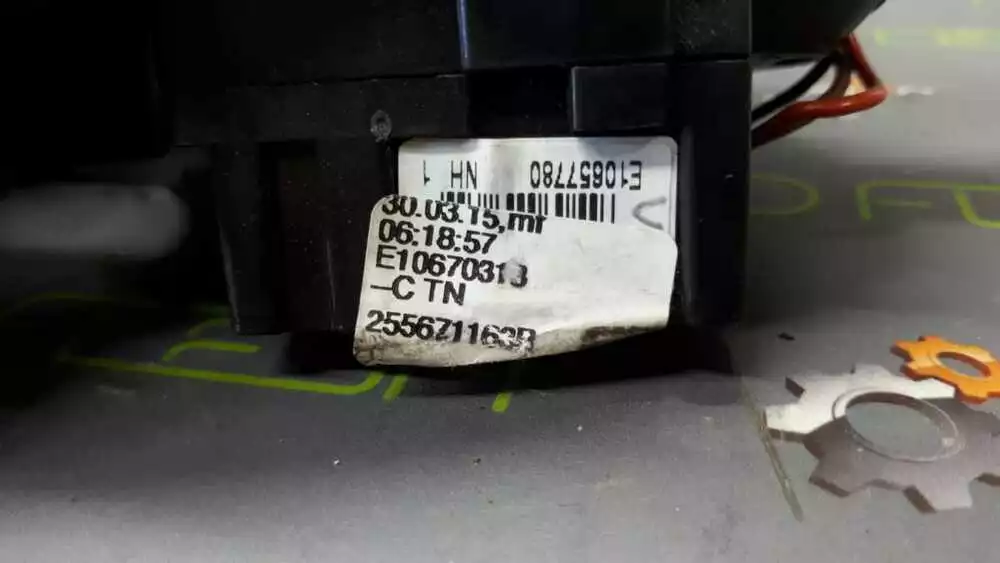 E10657780 NH 1
30.03.15,mr
06:18:57
E10670313
-C TN
255671163R